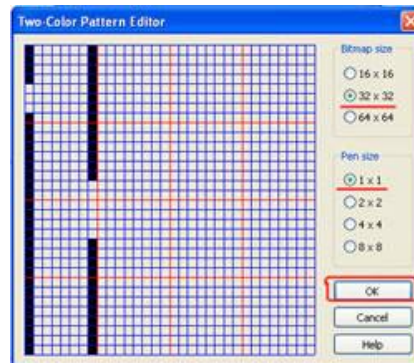 Two-Color Pattern Editor
Bitmap size
16 x 16
32 x 32
64 x 64
Pen size
1 x 1
2 x 2
4 x 4
8 x 8
OK
Cancel
Help